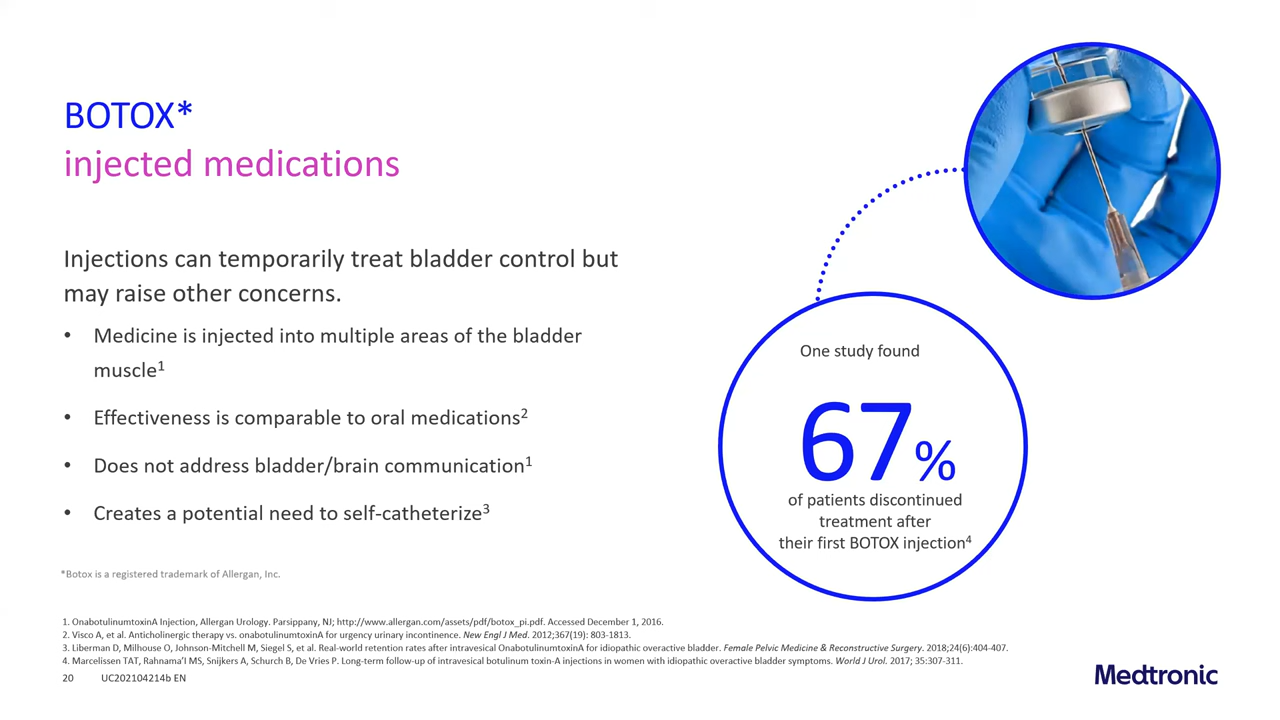 BOTOX*
injected medications
Injections can temporarily treat bladder control but
may raise other concerns.
• Medicine is injected into multiple areas of the bladder
muscle¹
• Effectiveness is comparable to oral medications²
• Does not address bladder/brain communication¹
• Creates a potential need to self-catheterize³
*Botox is a registered trademark of Allergan, Inc.
One study found
67%
of patients discontinued
treatment after
their first BOTOX injection⁴
1. OnabotulinumtoxinA Injection, Allergan Urology. Parsippany, NJ; http://www.allergan.com/assets/pdf/botox_pi.pdf. Accessed December 1, 2016.
2. Visco A, et al. Anticholinergic therapy vs. onabotulinumtoxinA for urgency urinary incontinence. New Engl J Med. 2012;367(19): 803-1813.
3. Liberman D, Milhouse O, Johnson-Mitchell M, Siegel S, et al. Real-world retention rates after intravesical OnabotulinumtoxinA for idiopathic overactive bladder. Female Pelvic Medicine & Reconstructive Surgery. 2018;24(6):404-407.
4. Marcelissen TAT, Rahnama'I MS, Snijkers A, Schurch B, De Vries P. Long-term follow-up of intravesical botulinum toxin-A injections in women with idiopathic overactive bladder symptoms. World J Urol. 2017; 35:307-311.
20 UC202104214b EN
Medtronic